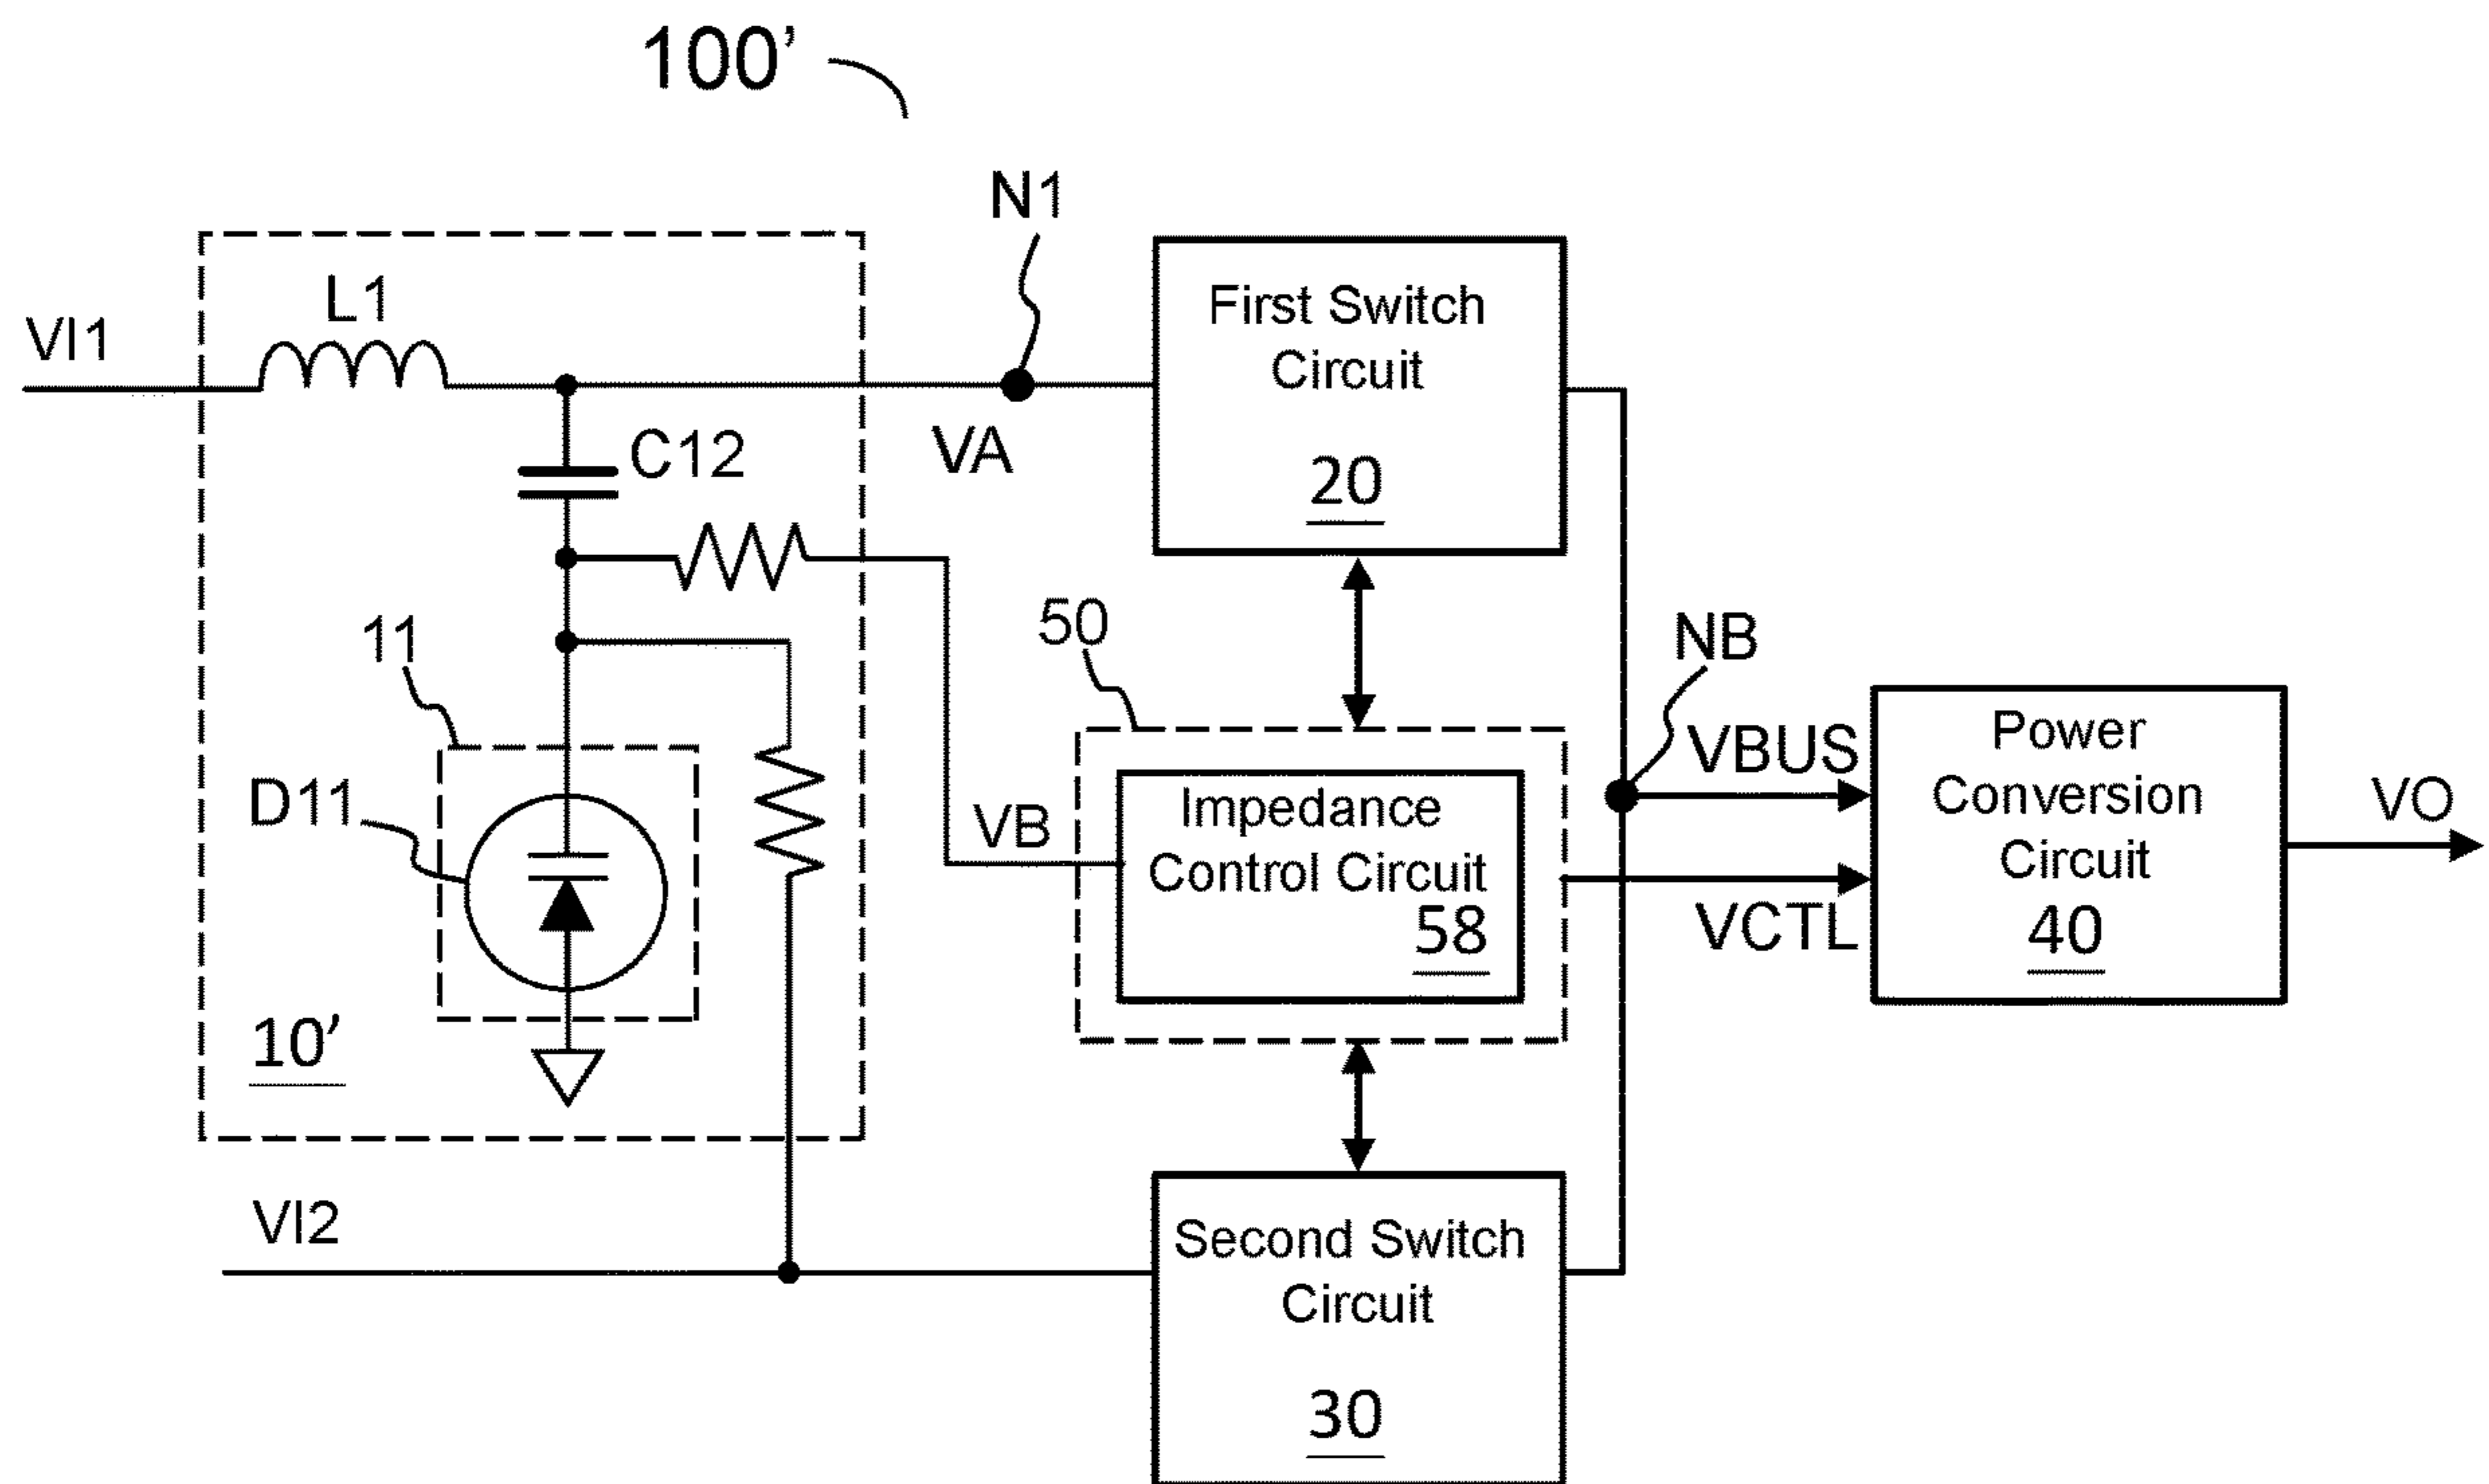 100’
N1
L1
VI1
First Switch
Circuit
20
C12
VA
11
50
NB
D11
VB
Impedance
Control Circuit
58
VBUS
VCTL
Power
Conversion
Circuit
40
VO
10’
VI2
Second Switch
Circuit
30